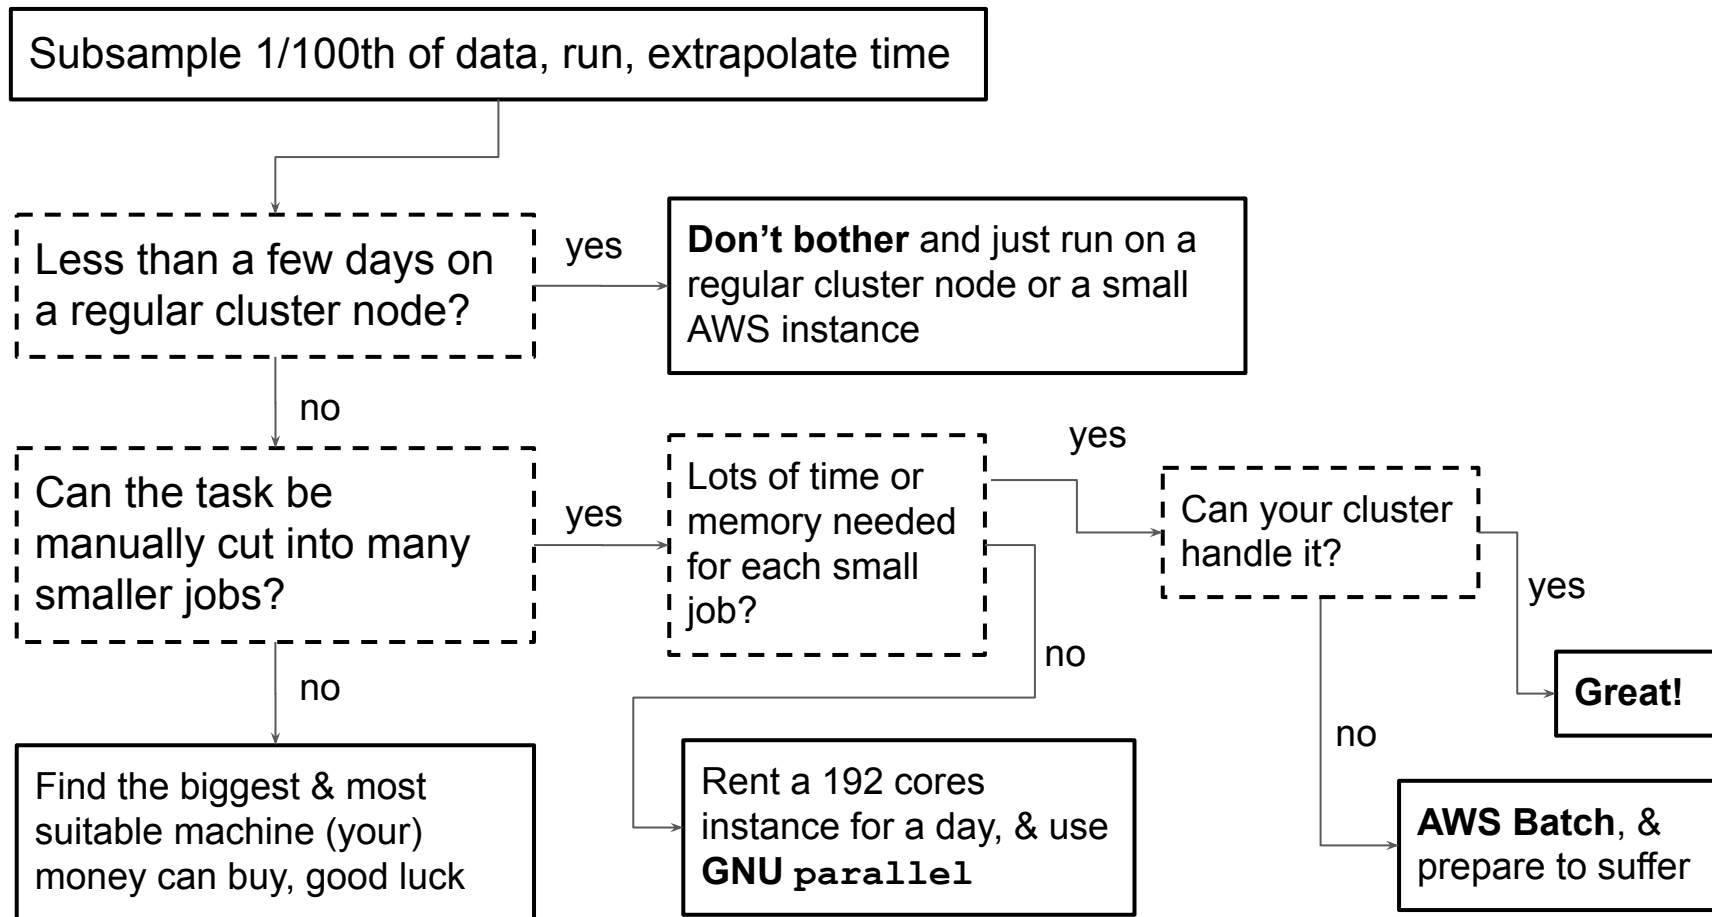 Subsample 1/100th of data, run, extrapolate time
Less than a few days on
a regular cluster node?
yes
Don’t bother and just run on a
regular cluster node or a small
AWS instance
no
Can the task be
manually cut into many
smaller jobs?
yes
Lots of time or
memory needed
for each small
job?
yes
Can your cluster
handle it?
yes
Great!
no
AWS Batch, &
prepare to suffer
no
Rent a 192 cores
instance for a day, & use
GNU parallel
no
Find the biggest & most
suitable machine (your)
money can buy, good luck